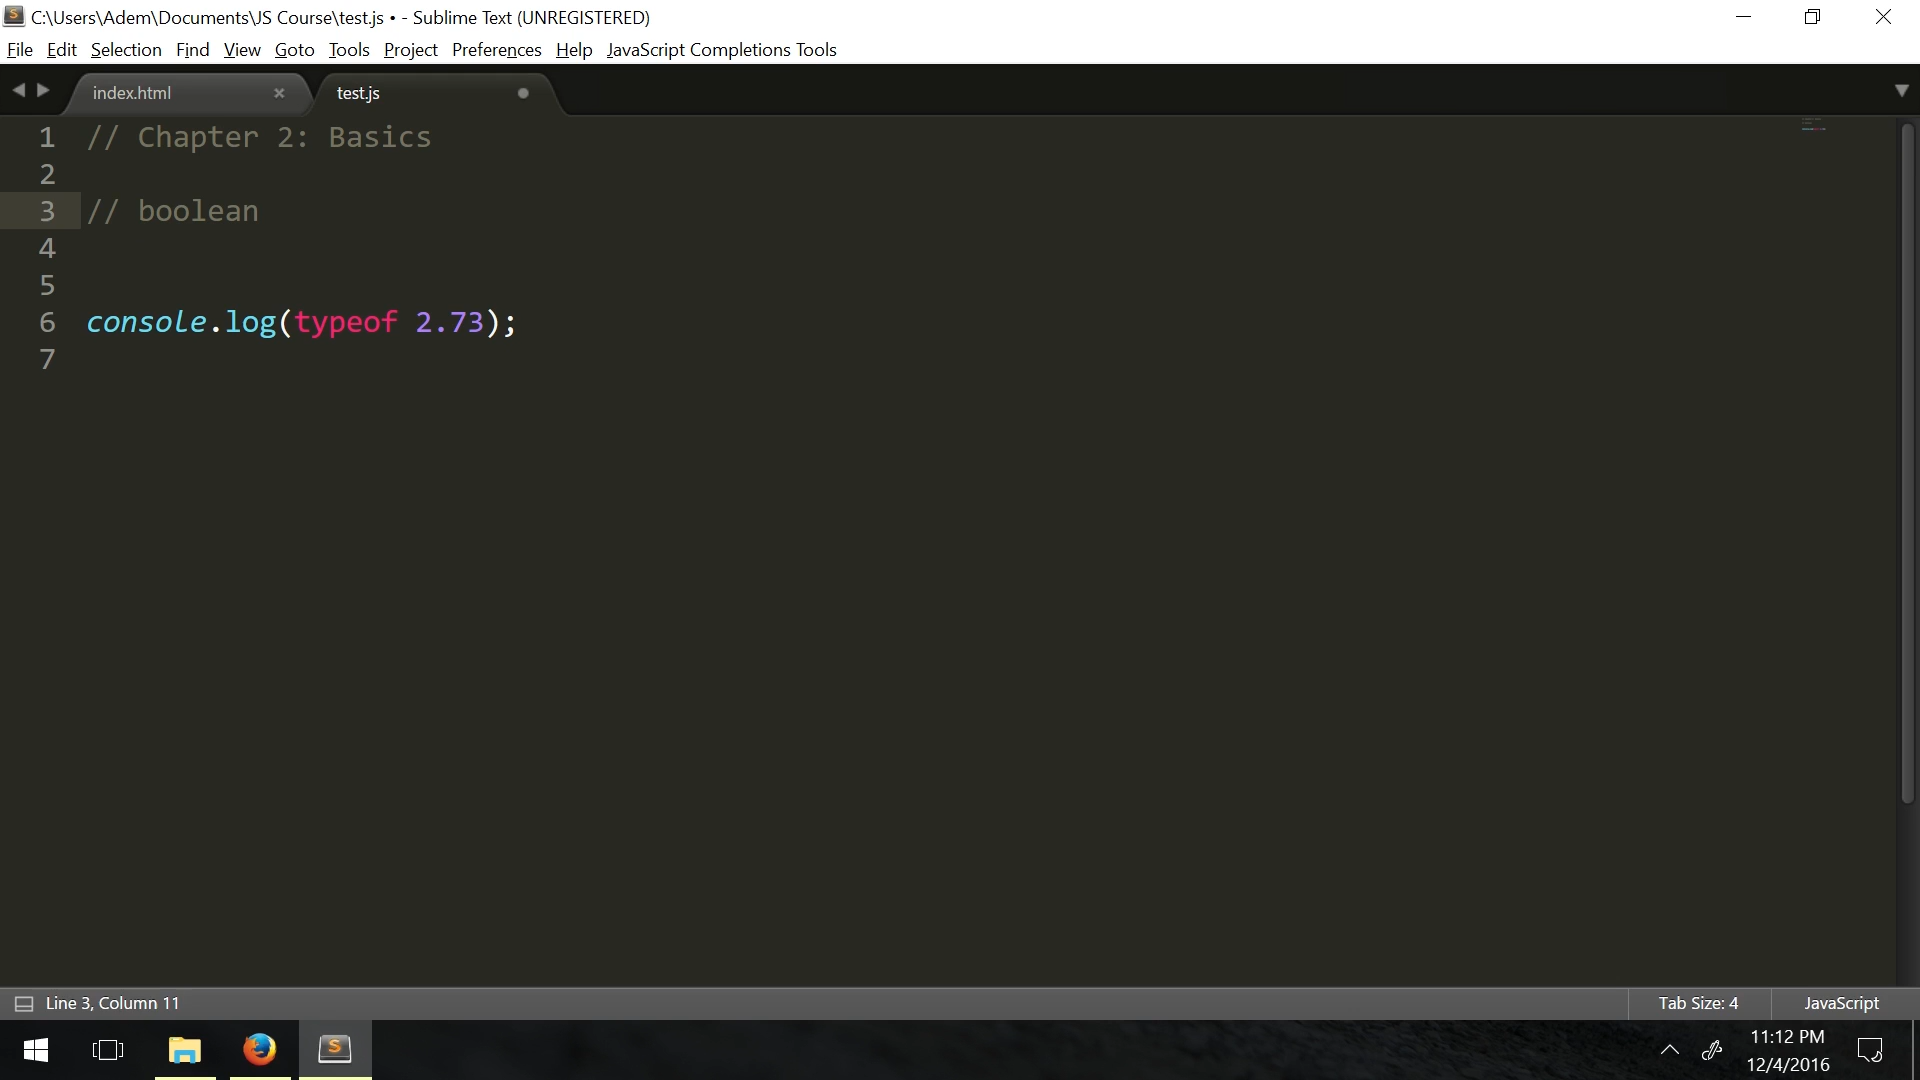 C:\Users\Adem\Documents\JS Course\test.js • - Sublime Text (UNREGISTERED)
File Edit Selection Find View Goto Tools Project Preferences Help JavaScript Completions Tools
index.html × test.js
1 // Chapter 2: Basics
2
3 // boolean
4
5
6 console.log(typeof 2.73);
7
Line 3, Column 11 Tab Size: 4 JavaScript
11:12 PM
12/4/2016